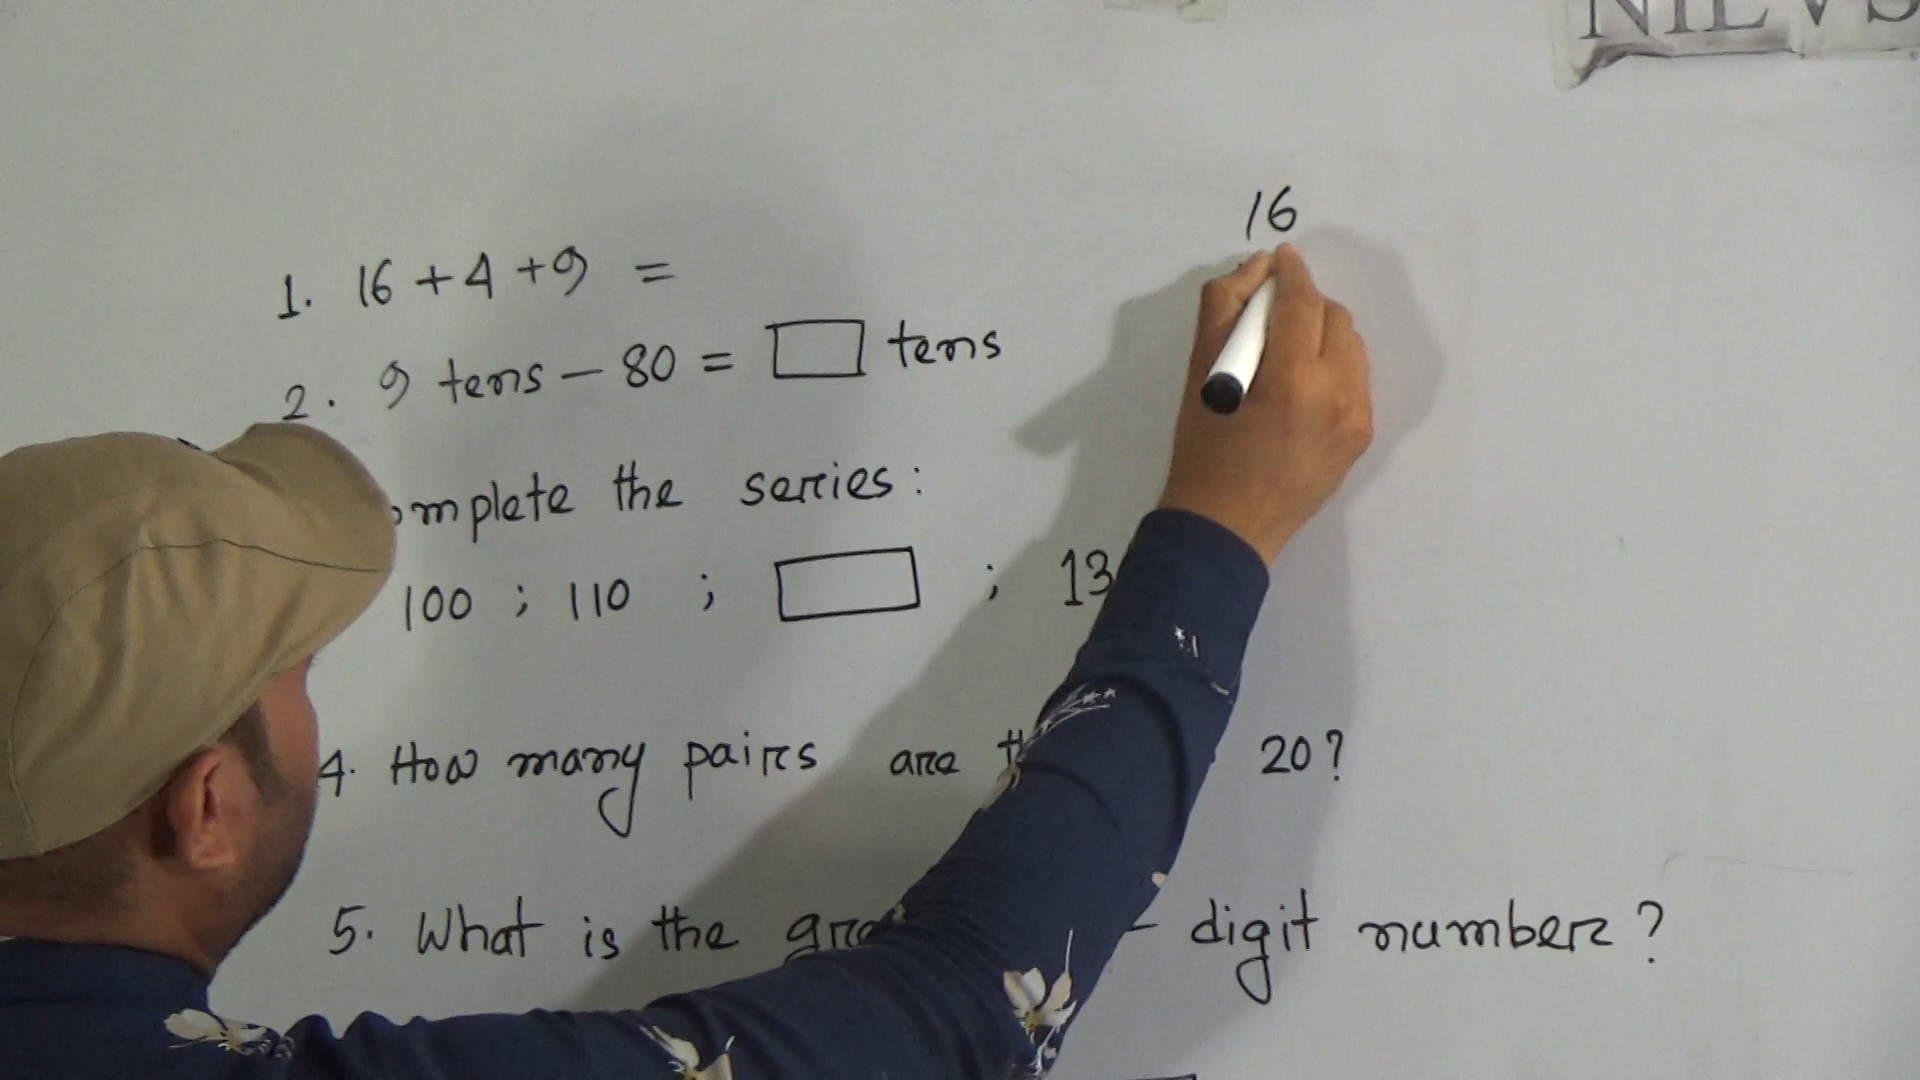 NIEVS
16
1. 16 + 4 + 9 =
2. 9 tens - 80 = tens
the series:
100 ; 110 ; ; 13
4. How many pairs are 20?
5. What is the digit number?